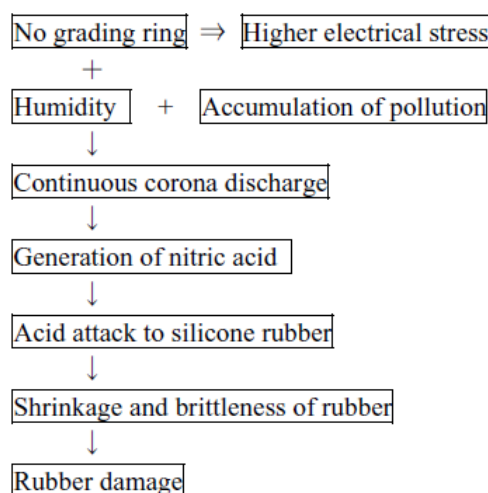 No grading ring ⇒ Higher electrical stress
+
Humidity + Accumulation of pollution
↓
Continuous corona discharge
↓
Generation of nitric acid
↓
Acid attack to silicone rubber
↓
Shrinkage and brittleness of rubber
↓
Rubber damage